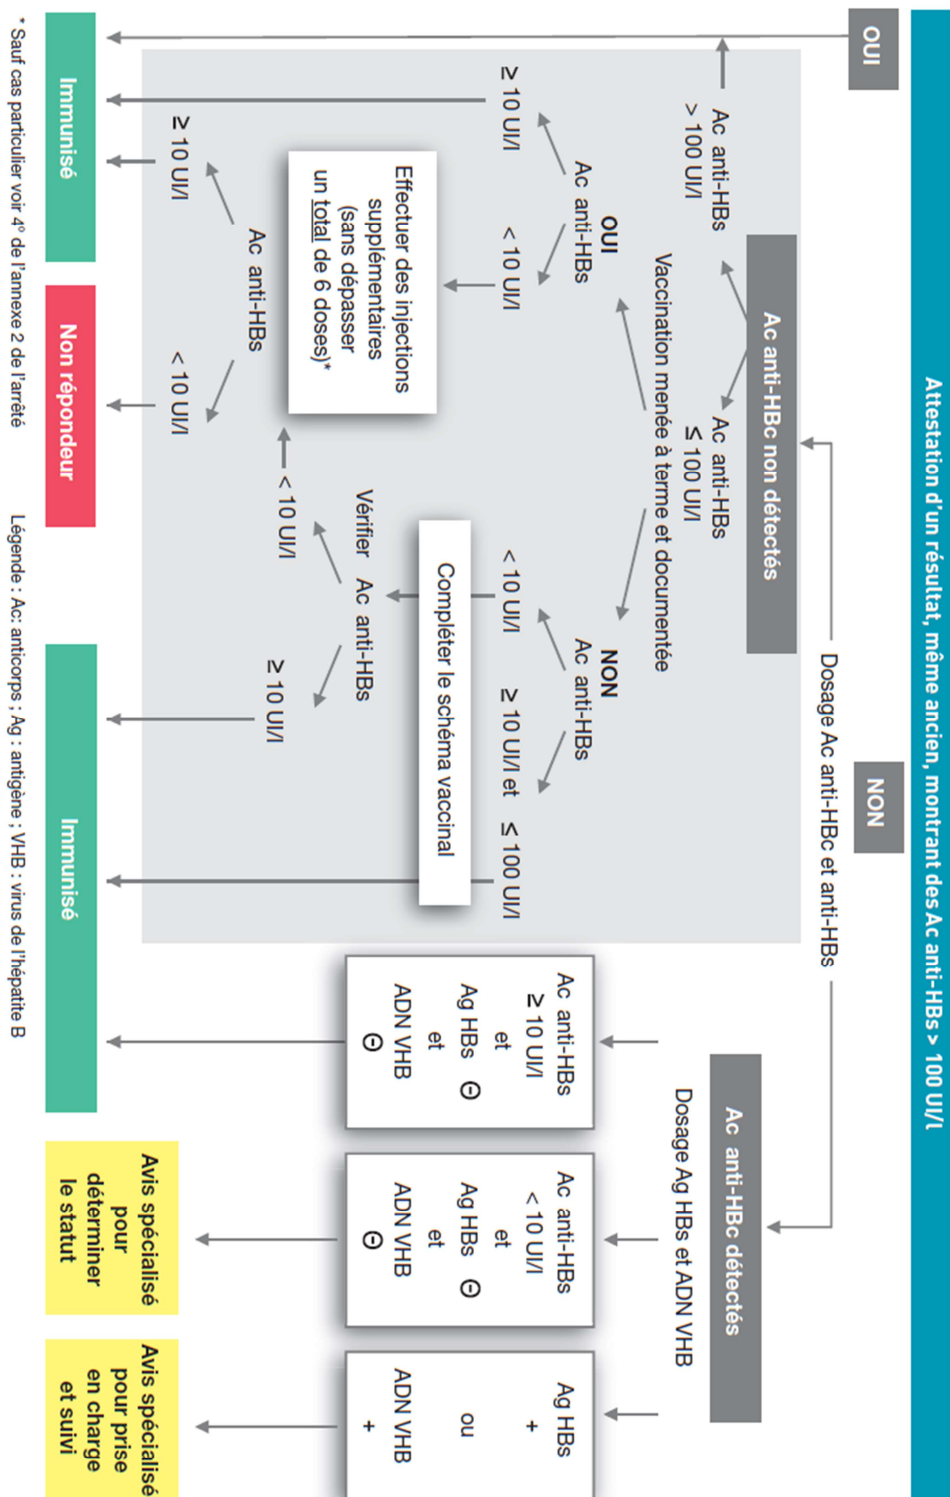 Attestation d'un résultat, même ancien, montrant des Ac anti-HBs > 100 UI/l
OUI
NON
Dosage Ac anti-HBc et anti-HBs
Ac anti-HBc non détectés
Ac anti-HBc détectés
Ac anti-HBs
> 100 UI/l
Ac anti-HBs
≤ 100 UI/l
Dosage Ag HBs et ADN VHB
Vaccination menée à terme et documentée
OUI
Ac anti-HBs
NON
Ac anti-HBs
≥ 10 UI/l
< 10 UI/l
< 10 UI/l
≥ 10 UI/l et
≤ 100 UI/l
Effectuer des injections
supplémentaires
(sans dépasser
un total de 6 doses)*
Compléter le schéma vaccinal
Vérifier Ac anti-HBs
< 10 UI/l
≥ 10 UI/l
Ac anti-HBs
≥ 10 UI/l
< 10 UI/l
Ac anti-HBs
≥ 10 UI/l
et
Ag HBs ⊖
et
ADN VHB
⊖
Ac anti-HBs
< 10 UI/l
et
Ag HBs ⊖
et
ADN VHB
⊖
Ag HBs
+
ou
ADN VHB
+
Immunisé
Non répondeur
Immunisé
Avis spécialisé
pour
déterminer
le statut
Avis spécialisé
pour prise
en charge
et suivi
* Sauf cas particulier voir 4° de l'annexe 2 de l'arrêté
Légende : Ac: anticorps ; Ag : antigène ; VHB : virus de l'hépatite B